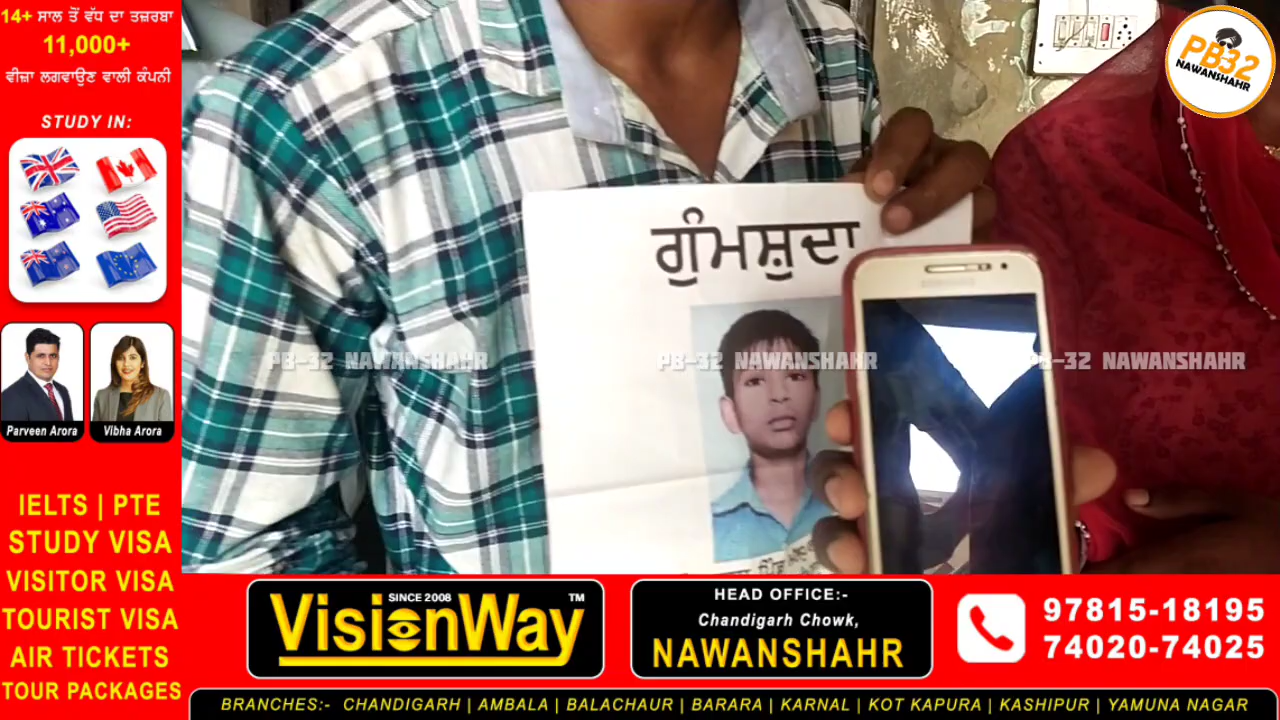 14+ ਸਾਲ ਤੋਂ ਵੱਧ ਦਾ ਤਜ਼ਰਬਾ
11,000+
ਵੀਜ਼ਾ ਲਗਵਾਉਣ ਵਾਲੀ ਕੰਪਨੀ
STUDY IN:
Parveen Arora
Vibha Arora
IELTS | PTE
STUDY VISA
VISITOR VISA
TOURIST VISA
AIR TICKETS
TOUR PACKAGES
PB32
NAWANSHAHR
ਗੁੰਮਸ਼ੁਦਾ
SAMSUNG
PB-32 NAWANSHAHR
PB-32 NAWANSHAHR
PB-32 NAWANSHAHR
SINCE 2008
VisionWay™
HEAD OFFICE:-
Chandigarh Chowk,
NAWANSHAHR
97815-18195
74020-74025
BRANCHES:- CHANDIGARH | AMBALA | BALACHAUR | BARARA | KARNAL | KOT KAPURA | KASHIPUR | YAMUNA NAGAR